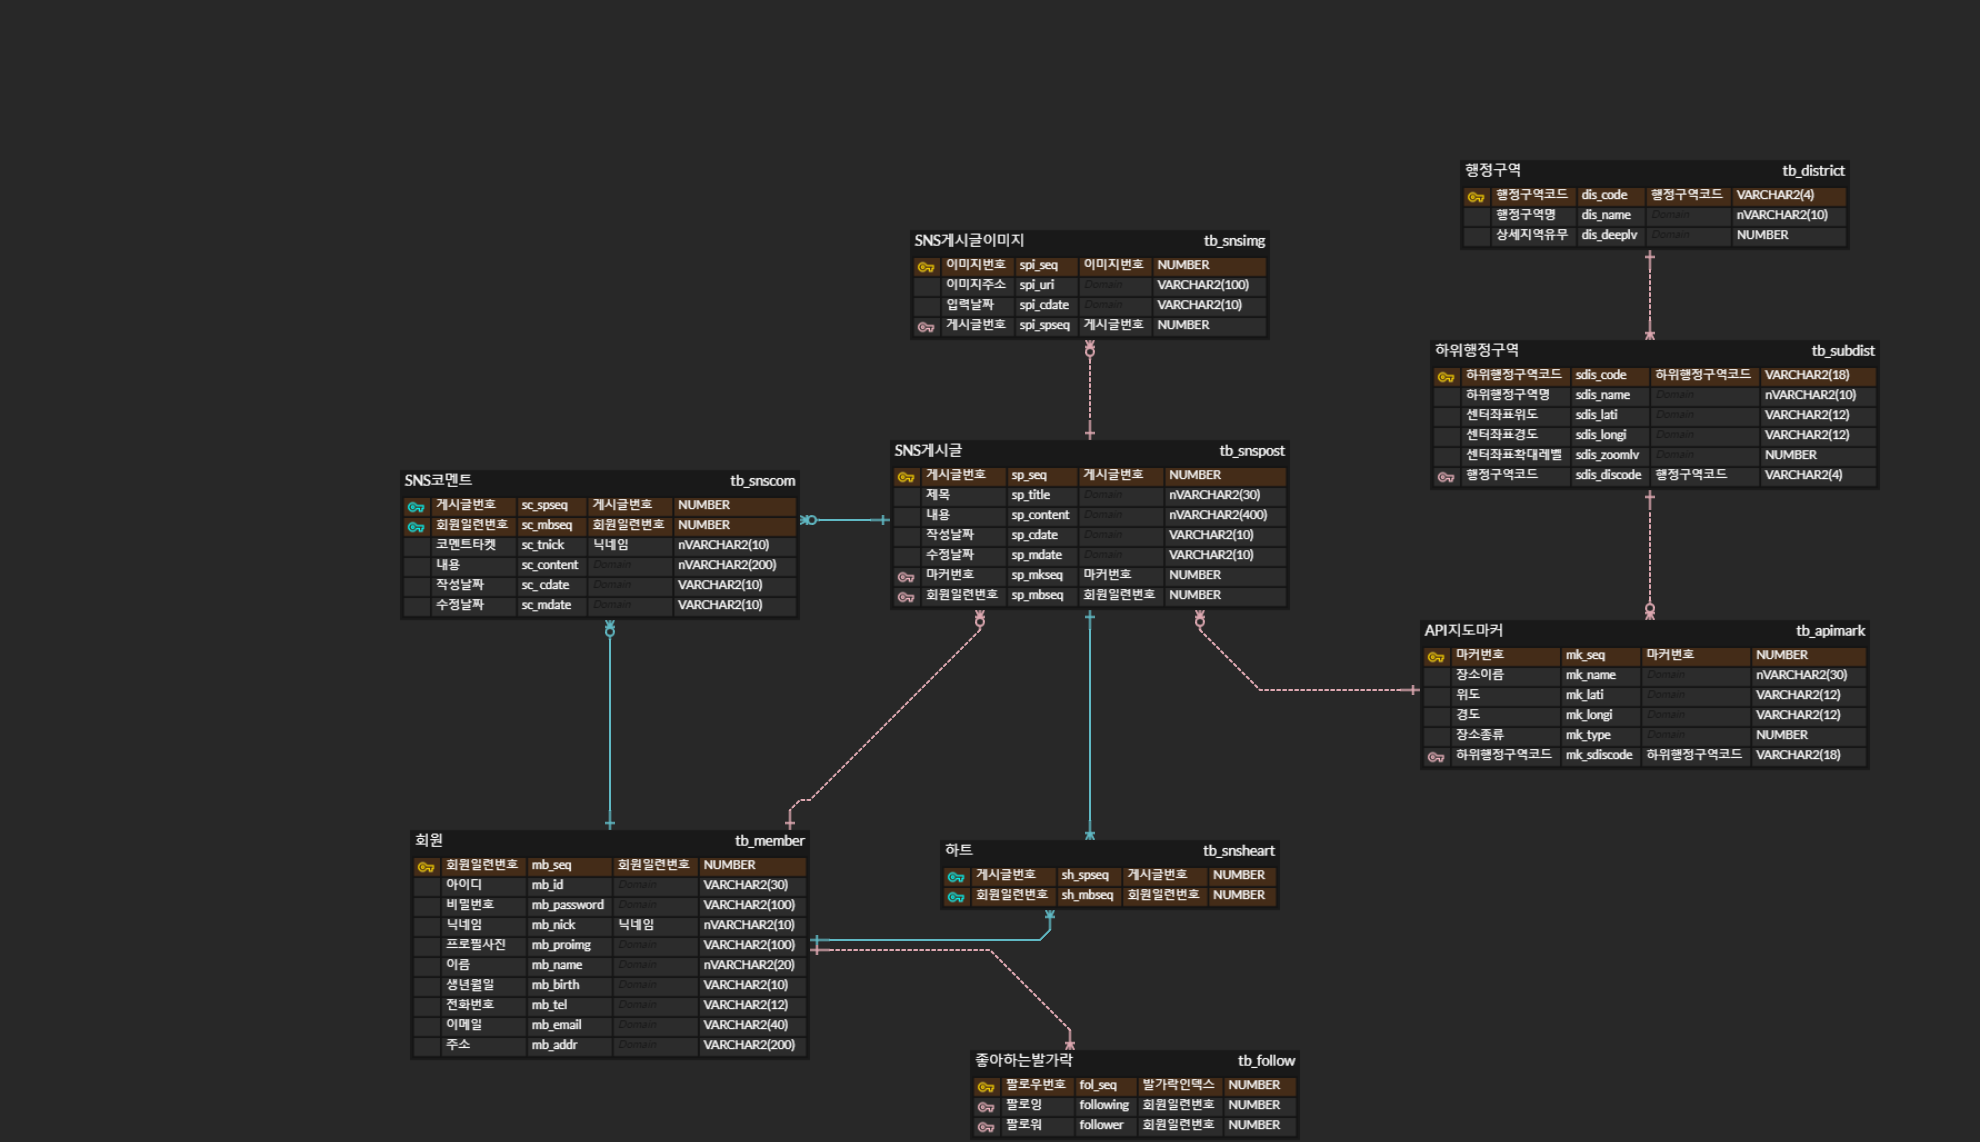 행정구역 tb_district
행정구역코드 dis_code 행정구역코드 VARCHAR2(4)
행정구역명 dis_name Domain nVARCHAR2(10)
상세지역유무 dis_deeplv Domain NUMBER
SNS게시글이미지 tb_snsimg
이미지번호 spi_seq 이미지번호 NUMBER
이미지주소 spi_uri Domain VARCHAR2(100)
입력날짜 spi_cdate Domain VARCHAR2(10)
게시글번호 spi_spseq 게시글번호 NUMBER
하위행정구역 tb_subdist
하위행정구역코드 sdis_code 하위행정구역코드 VARCHAR2(18)
하위행정구역명 sdis_name Domain nVARCHAR2(10)
센터좌표위도 sdis_lati Domain VARCHAR2(12)
센터좌표경도 sdis_longi Domain VARCHAR2(12)
센터좌표확대레벨 sdis_zoomlv Domain NUMBER
행정구역코드 sdis_discode 행정구역코드 VARCHAR2(4)
SNS게시글 tb_snspost
게시글번호 sp_seq 게시글번호 NUMBER
제목 sp_title Domain nVARCHAR2(30)
내용 sp_content Domain nVARCHAR2(400)
작성날짜 sp_cdate Domain VARCHAR2(10)
수정날짜 sp_mdate Domain VARCHAR2(10)
마커번호 sp_mkseq 마커번호 NUMBER
회원일련번호 sp_mbseq 회원일련번호 NUMBER
SNS코멘트 tb_snscom
게시글번호 sc_spseq 게시글번호 NUMBER
회원일련번호 sc_mbseq 회원일련번호 NUMBER
코멘트타켓 sc_tnick 닉네임 nVARCHAR2(10)
내용 sc_content Domain nVARCHAR2(200)
작성날짜 sc_ cdate Domain VARCHAR2(10)
수정날짜 sc_mdate Domain VARCHAR2(10)
API지도마커 tb_apimark
마커번호 mk_seq 마커번호 NUMBER
장소이름 mk_name Domain nVARCHAR2(30)
위도 mk_lati Domain VARCHAR2(12)
경도 mk_longi Domain VARCHAR2(12)
장소종류 mk_type Domain NUMBER
하위행정구역코드 mk_sdiscode 하위행정구역코드 VARCHAR2(18)
회원 tb_member
회원일련번호 mb_seq 회원일련번호 NUMBER
아이디 mb_id Domain VARCHAR2(30)
비밀번호 mb_password Domain VARCHAR2(100)
닉네임 mb_nick 닉네임 nVARCHAR2(10)
프로필사진 mb_proimg Domain VARCHAR2(100)
이름 mb_name Domain nVARCHAR2(20)
생년월일 mb_birth Domain VARCHAR2(10)
전화번호 mb_tel Domain VARCHAR2(12)
이메일 mb_email Domain VARCHAR2(40)
주소 mb_addr Domain VARCHAR2(200)
하트 tb_snsheart
게시글번호 sh_spseq 게시글번호 NUMBER
회원일련번호 sh_mbseq 회원일련번호 NUMBER
좋아하는발가락 tb_follow
팔로우번호 fol_seq 발가락인덱스 NUMBER
팔로잉 following 회원일련번호 NUMBER
팔로워 follower 회원일련번호 NUMBER